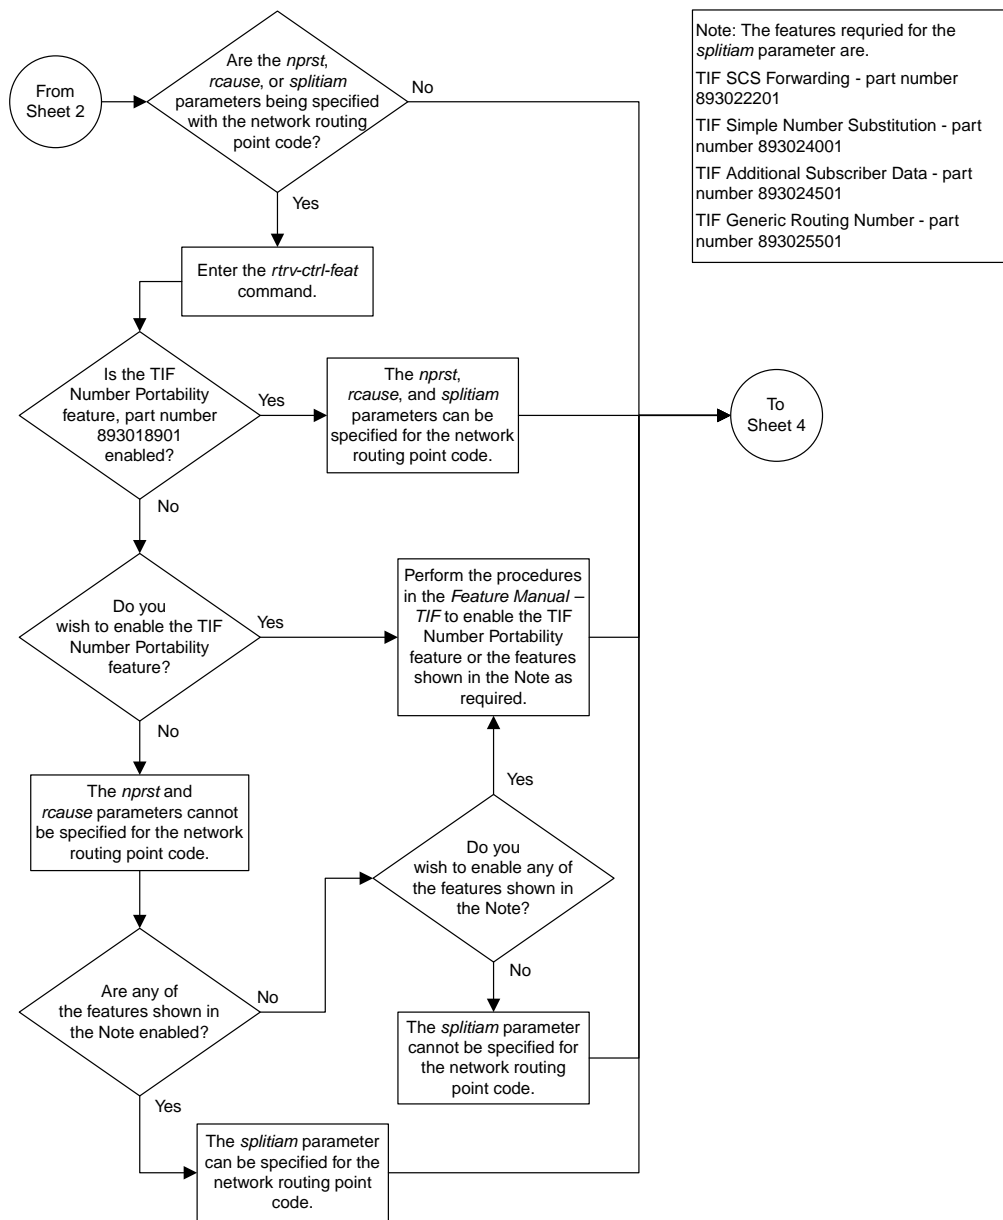 From
Sheet 2
Are the nprst,
rcause, or splitiam
parameters being specified
with the network routing
point code?
No
Yes
Note: The features requried for the
splitiam parameter are.
TIF SCS Forwarding - part number
893022201
TIF Simple Number Substitution - part
number 893024001
TIF Additional Subscriber Data - part
number 893024501
TIF Generic Routing Number - part
number 893025501
Enter the rtrv-ctrl-feat
command.
Is the TIF
Number Portability
feature, part number
893018901
enabled?
Yes
No
The nprst,
rcause, and splitiam
parameters can be
specified for the network
routing point code.
To
Sheet 4
Do you
wish to enable the TIF
Number Portability
feature?
Yes
No
Perform the procedures
in the Feature Manual –
TIF to enable the TIF
Number Portability
feature or the features
shown in the Note as
required.
The nprst and
rcause parameters cannot
be specified for the network
routing point code.
Yes
Do you
wish to enable any of
the features shown in
the Note?
No
Are any of
the features shown in
the Note enabled?
No
Yes
The splitiam parameter
cannot be specified for
the network routing
point code.
The splitiam parameter
can be specified for the
network routing point
code.